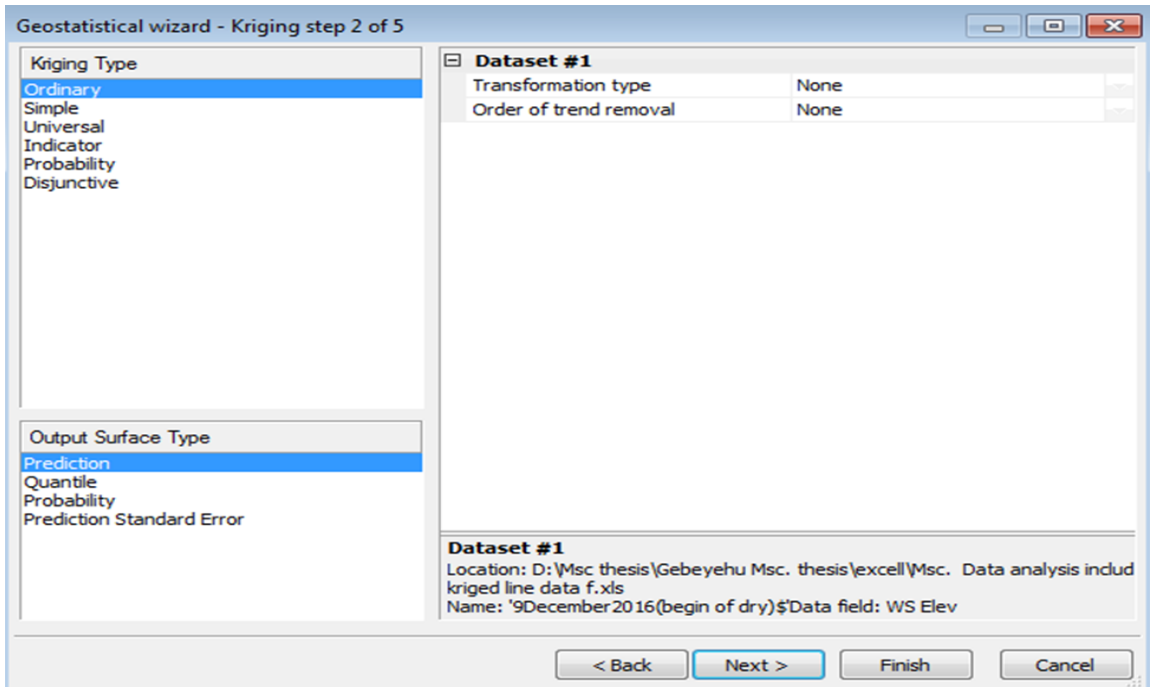 Geostatistical wizard - Kriging step 2 of 5
Kriging Type
Ordinary
Simple
Universal
Indicator
Probability
Disjunctive
Output Surface Type
Prediction
Quantile
Probability
Prediction Standard Error
Dataset #1
Transformation type None
Order of trend removal None
Dataset #1
Location: D:\Msc thesis\Gebeyehu Msc. thesis\excell\Msc.  Data analysis includ
kriged line data f.xls
Name: '9December2016(begin of dry)$'Data field: WS Elev
< Back Next > Finish Cancel